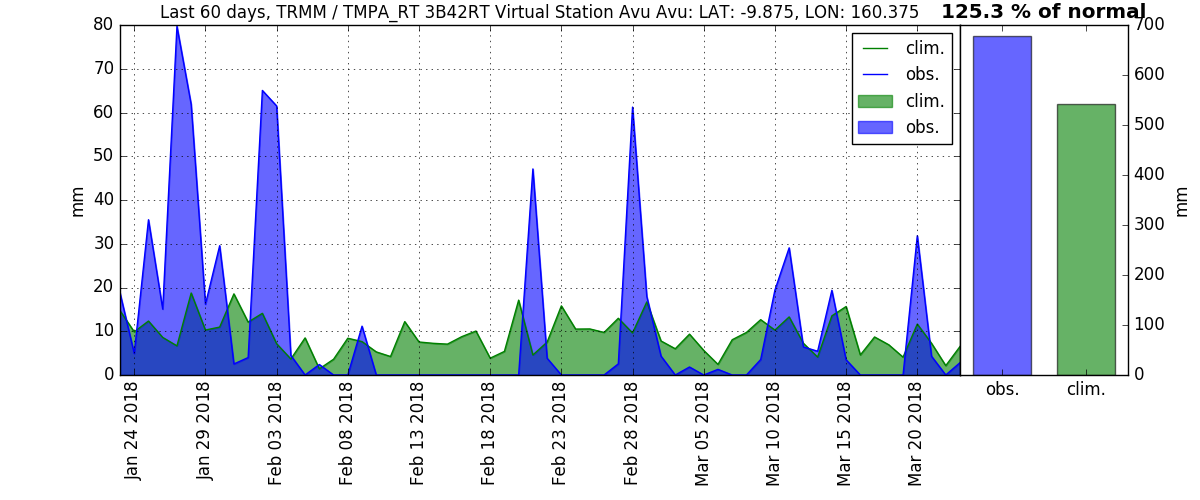 Last 60 days, TRMM / TMPA_RT 3B42RT Virtual Station Avu Avu: LAT: -9.875, LON: 160.375
125.3 % of normal
80
70
60
50
40
30
20
10
0
mm
clim.
obs.
clim.
obs.
700
600
500
400
300
200
100
0
mm
obs.
clim.
Jan 24 2018
Jan 29 2018
Feb 03 2018
Feb 08 2018
Feb 13 2018
Feb 18 2018
Feb 23 2018
Feb 28 2018
Mar 05 2018
Mar 10 2018
Mar 15 2018
Mar 20 2018